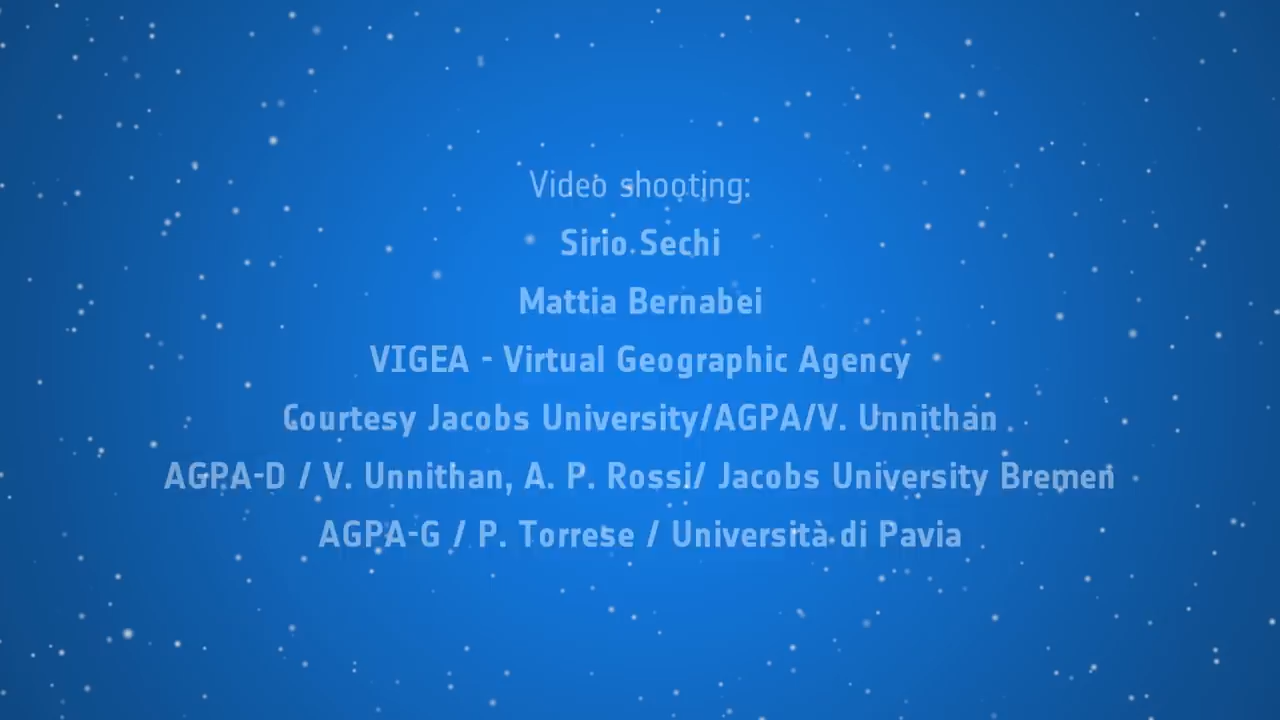 Video shooting:
Sirio Sechi
Mattia Bernabei
VIGEA - Virtual Geographic Agency
Courtesy Jacobs University/AGPA/V. Unnithan
AGPA-D / V. Unnithan, A. P. Rossi/ Jacobs University Bremen
AGPA-G / P. Torrese / Università di Pavia